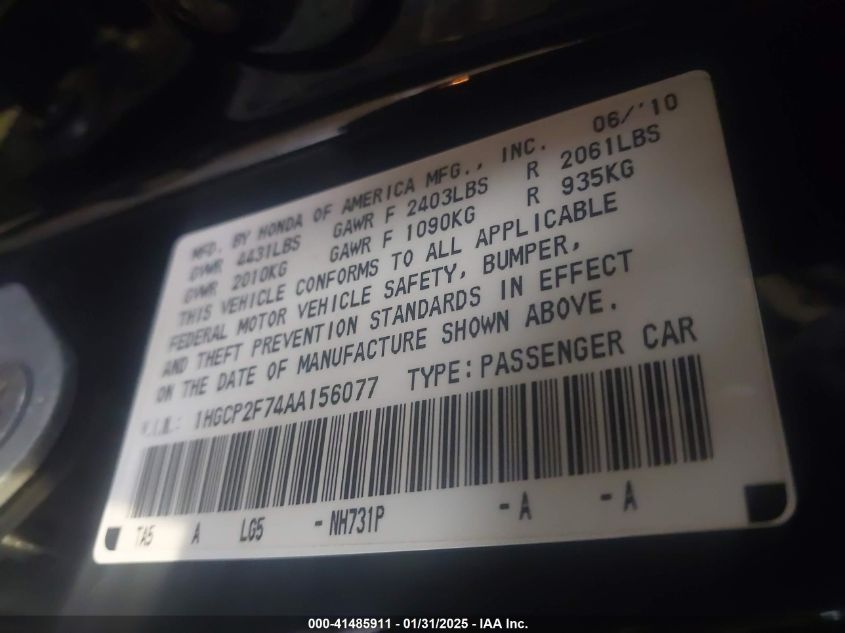 MFD. BY HONDA OF AMERICA MFG., INC. 06/'10
GVWR 4431LBS GAWR F 2403LBS R 2061LBS
GVWR 2010KG GAWR F 1090KG R 935KG
THIS VEHICLE CONFORMS TO ALL APPLICABLE
FEDERAL MOTOR VEHICLE SAFETY, BUMPER,
AND THEFT PREVENTION STANDARDS IN EFFECT
ON THE DATE OF MANUFACTURE SHOWN ABOVE.
V.I.N.: 1HGCP2F74AA156077 TYPE:PASSENGER CAR
TA5 A LG5 -NH731P -A -A
000-41485911 - 01/31/2025 - IAA Inc.